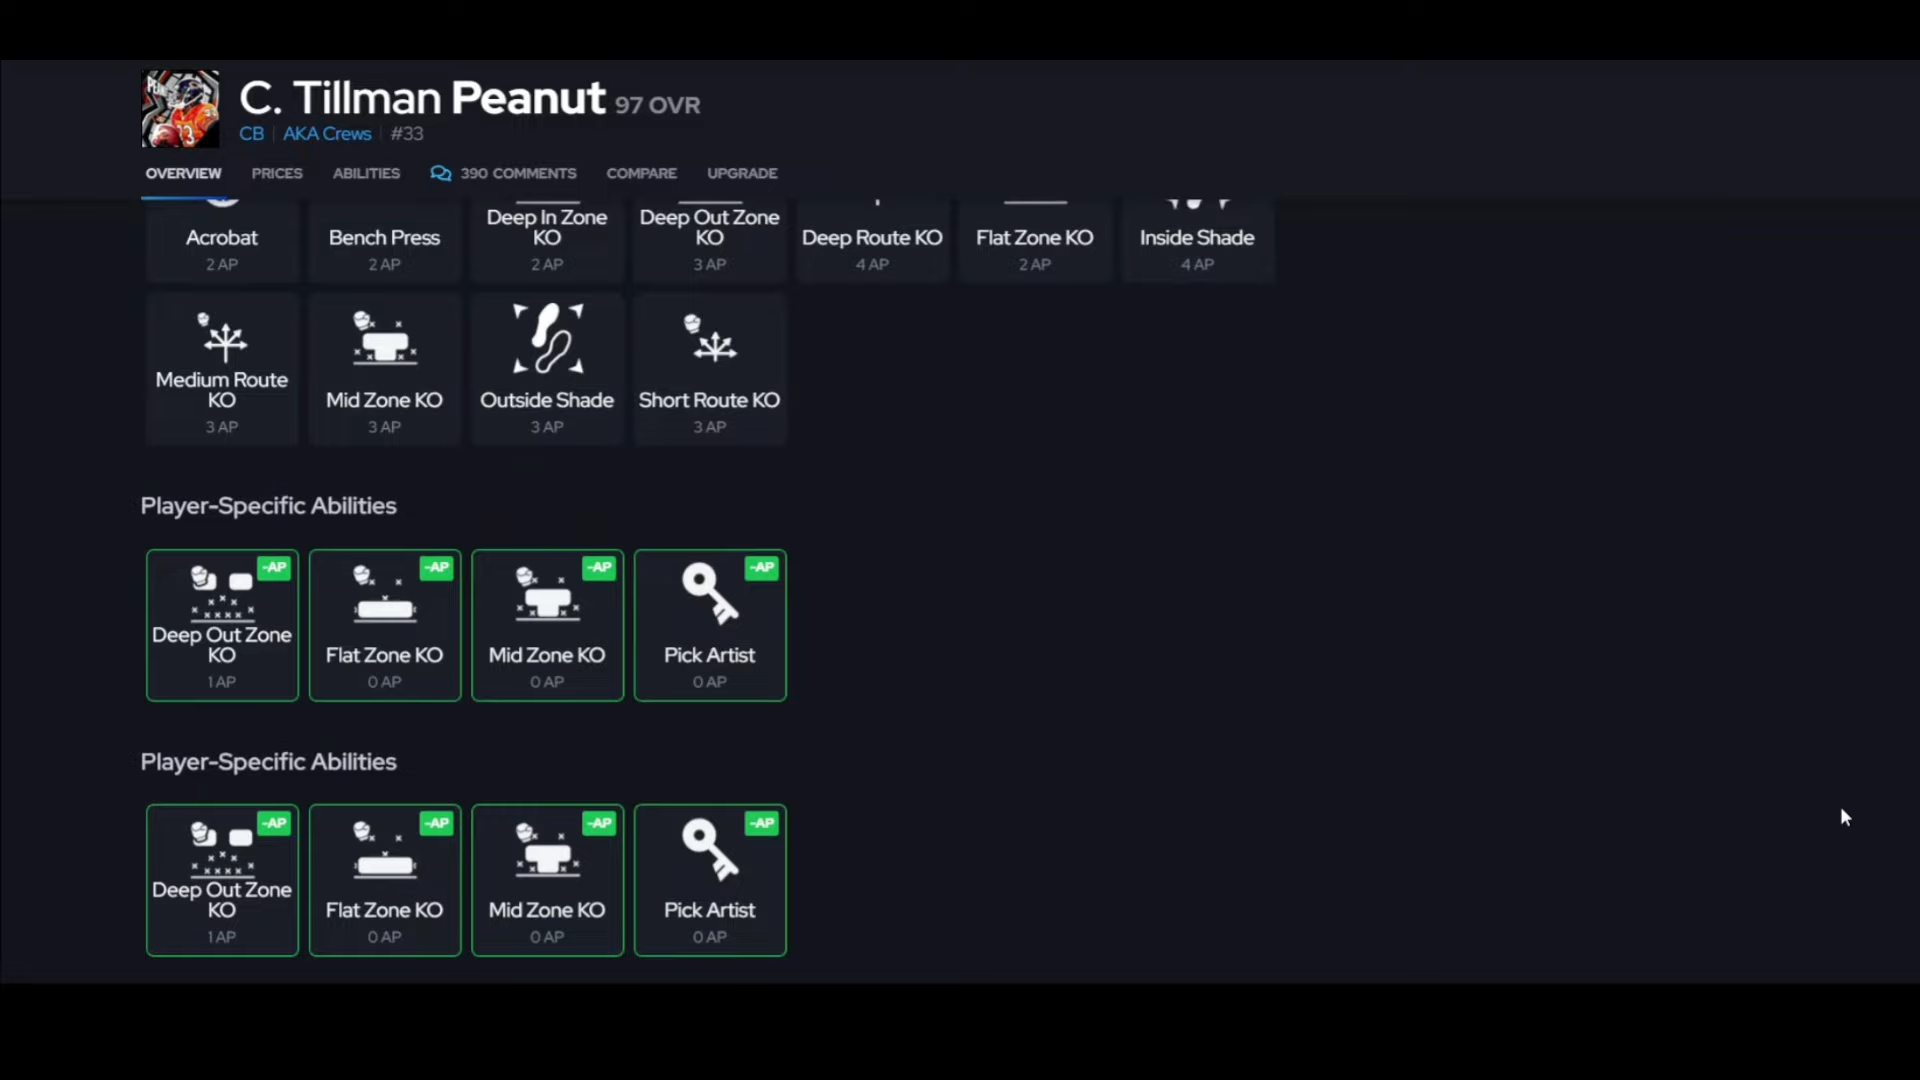 C. Tillman Peanut 97 OVR
CB AKA Crews #33
OVERVIEW PRICES ABILITIES 390 COMMENTS COMPARE UPGRADE
Acrobat
2 AP
Bench Press
2 AP
Deep In Zone
KO
2 AP
Deep Out Zone
KO
3 AP
Deep Route KO
4 AP
Flat Zone KO
2 AP
Inside Shade
4 AP
Medium Route
KO
3 AP
Mid Zone KO
3 AP
Outside Shade
3 AP
Short Route KO
3 AP
Player-Specific Abilities
-AP
Deep Out Zone
KO
1 AP
-AP
Flat Zone KO
0 AP
-AP
Mid Zone KO
0 AP
-AP
Pick Artist
0 AP
Player-Specific Abilities
-AP
Deep Out Zone
KO
1 AP
-AP
Flat Zone KO
0 AP
-AP
Mid Zone KO
0 AP
-AP
Pick Artist
0 AP